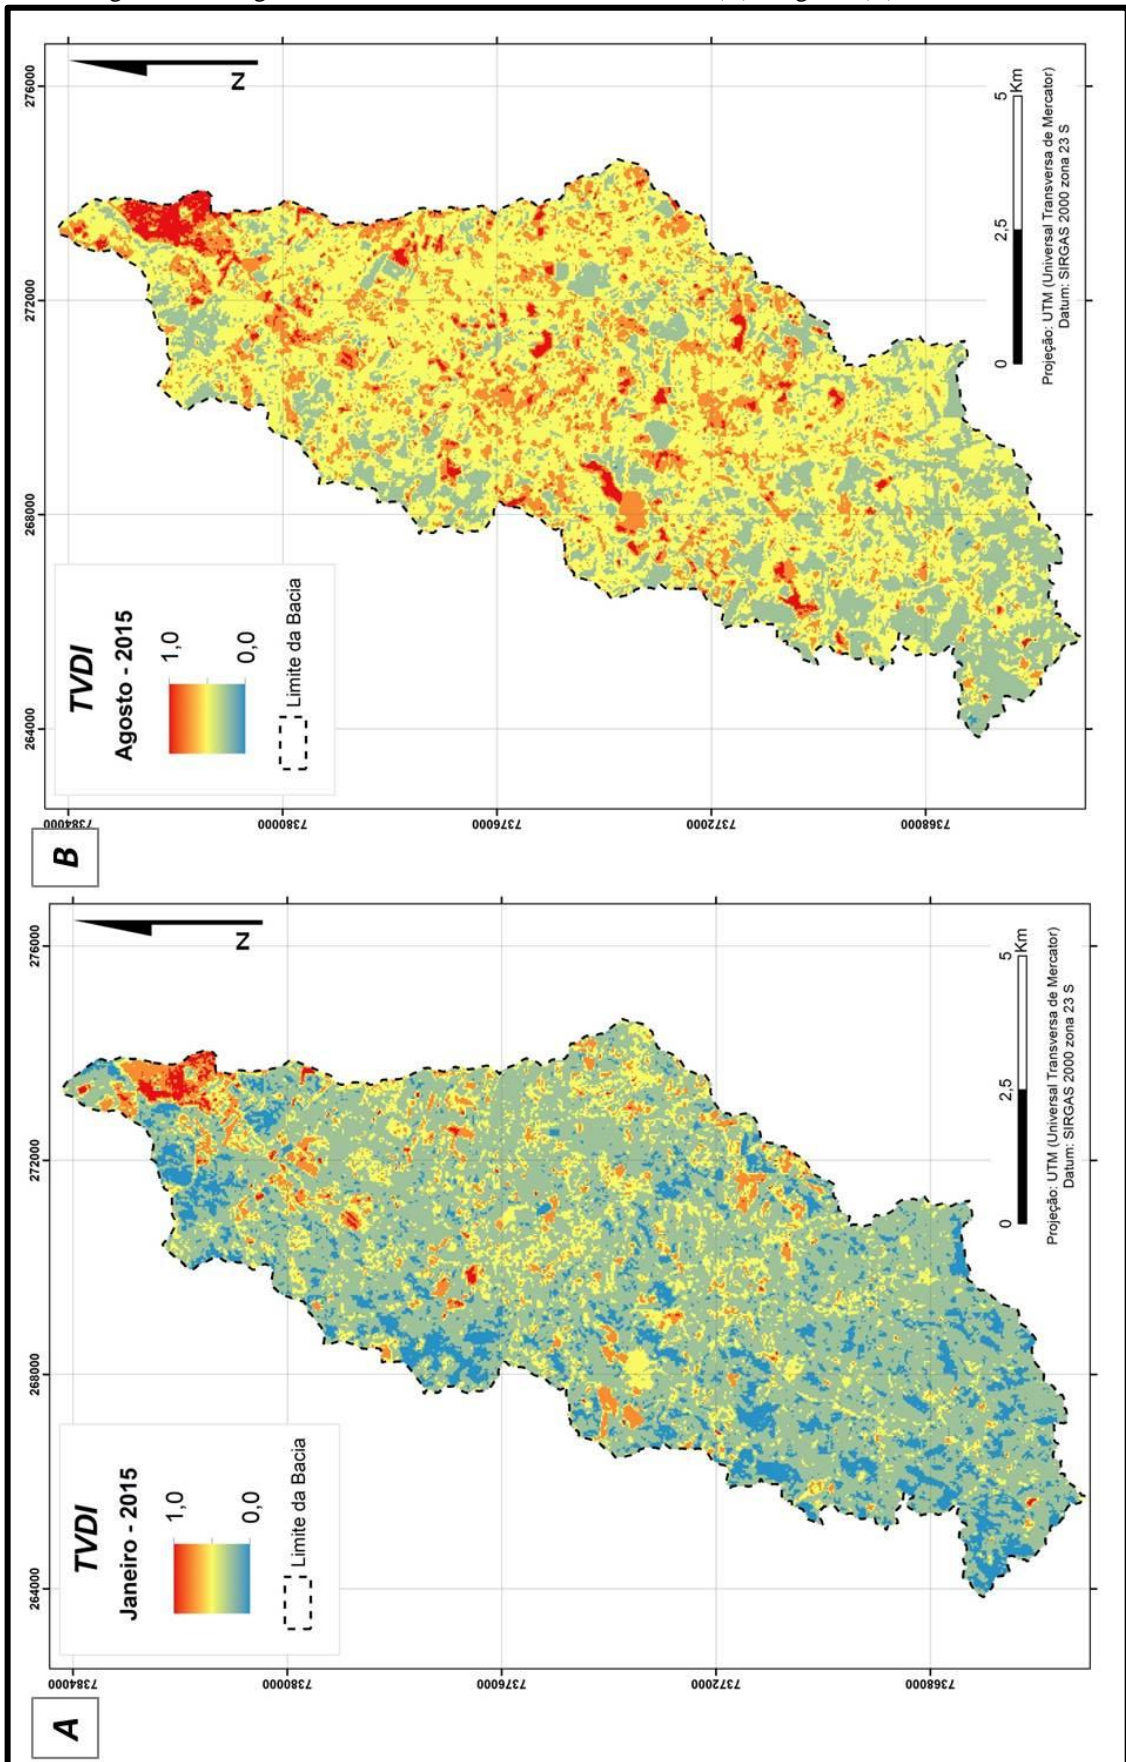 A
TVDI
Janeiro - 2015
1,0
0,0
Limite da Bacia
264000
268000
272000
276000
7384000
7380000
7376000
7372000
7368000
N
0
2,5
5
Km
Projeção: UTM (Universal Transversa de Mercator)
Datum: SIRGAS 2000 zona 23 S
B
TVDI
Agosto - 2015
1,0
0,0
Limite da Bacia
264000
268000
272000
276000
7384000
7380000
7376000
7372000
7368000
N
0
2,5
5
Km
Projeção: UTM (Universal Transversa de Mercator)
Datum: SIRGAS 2000 zona 23 S